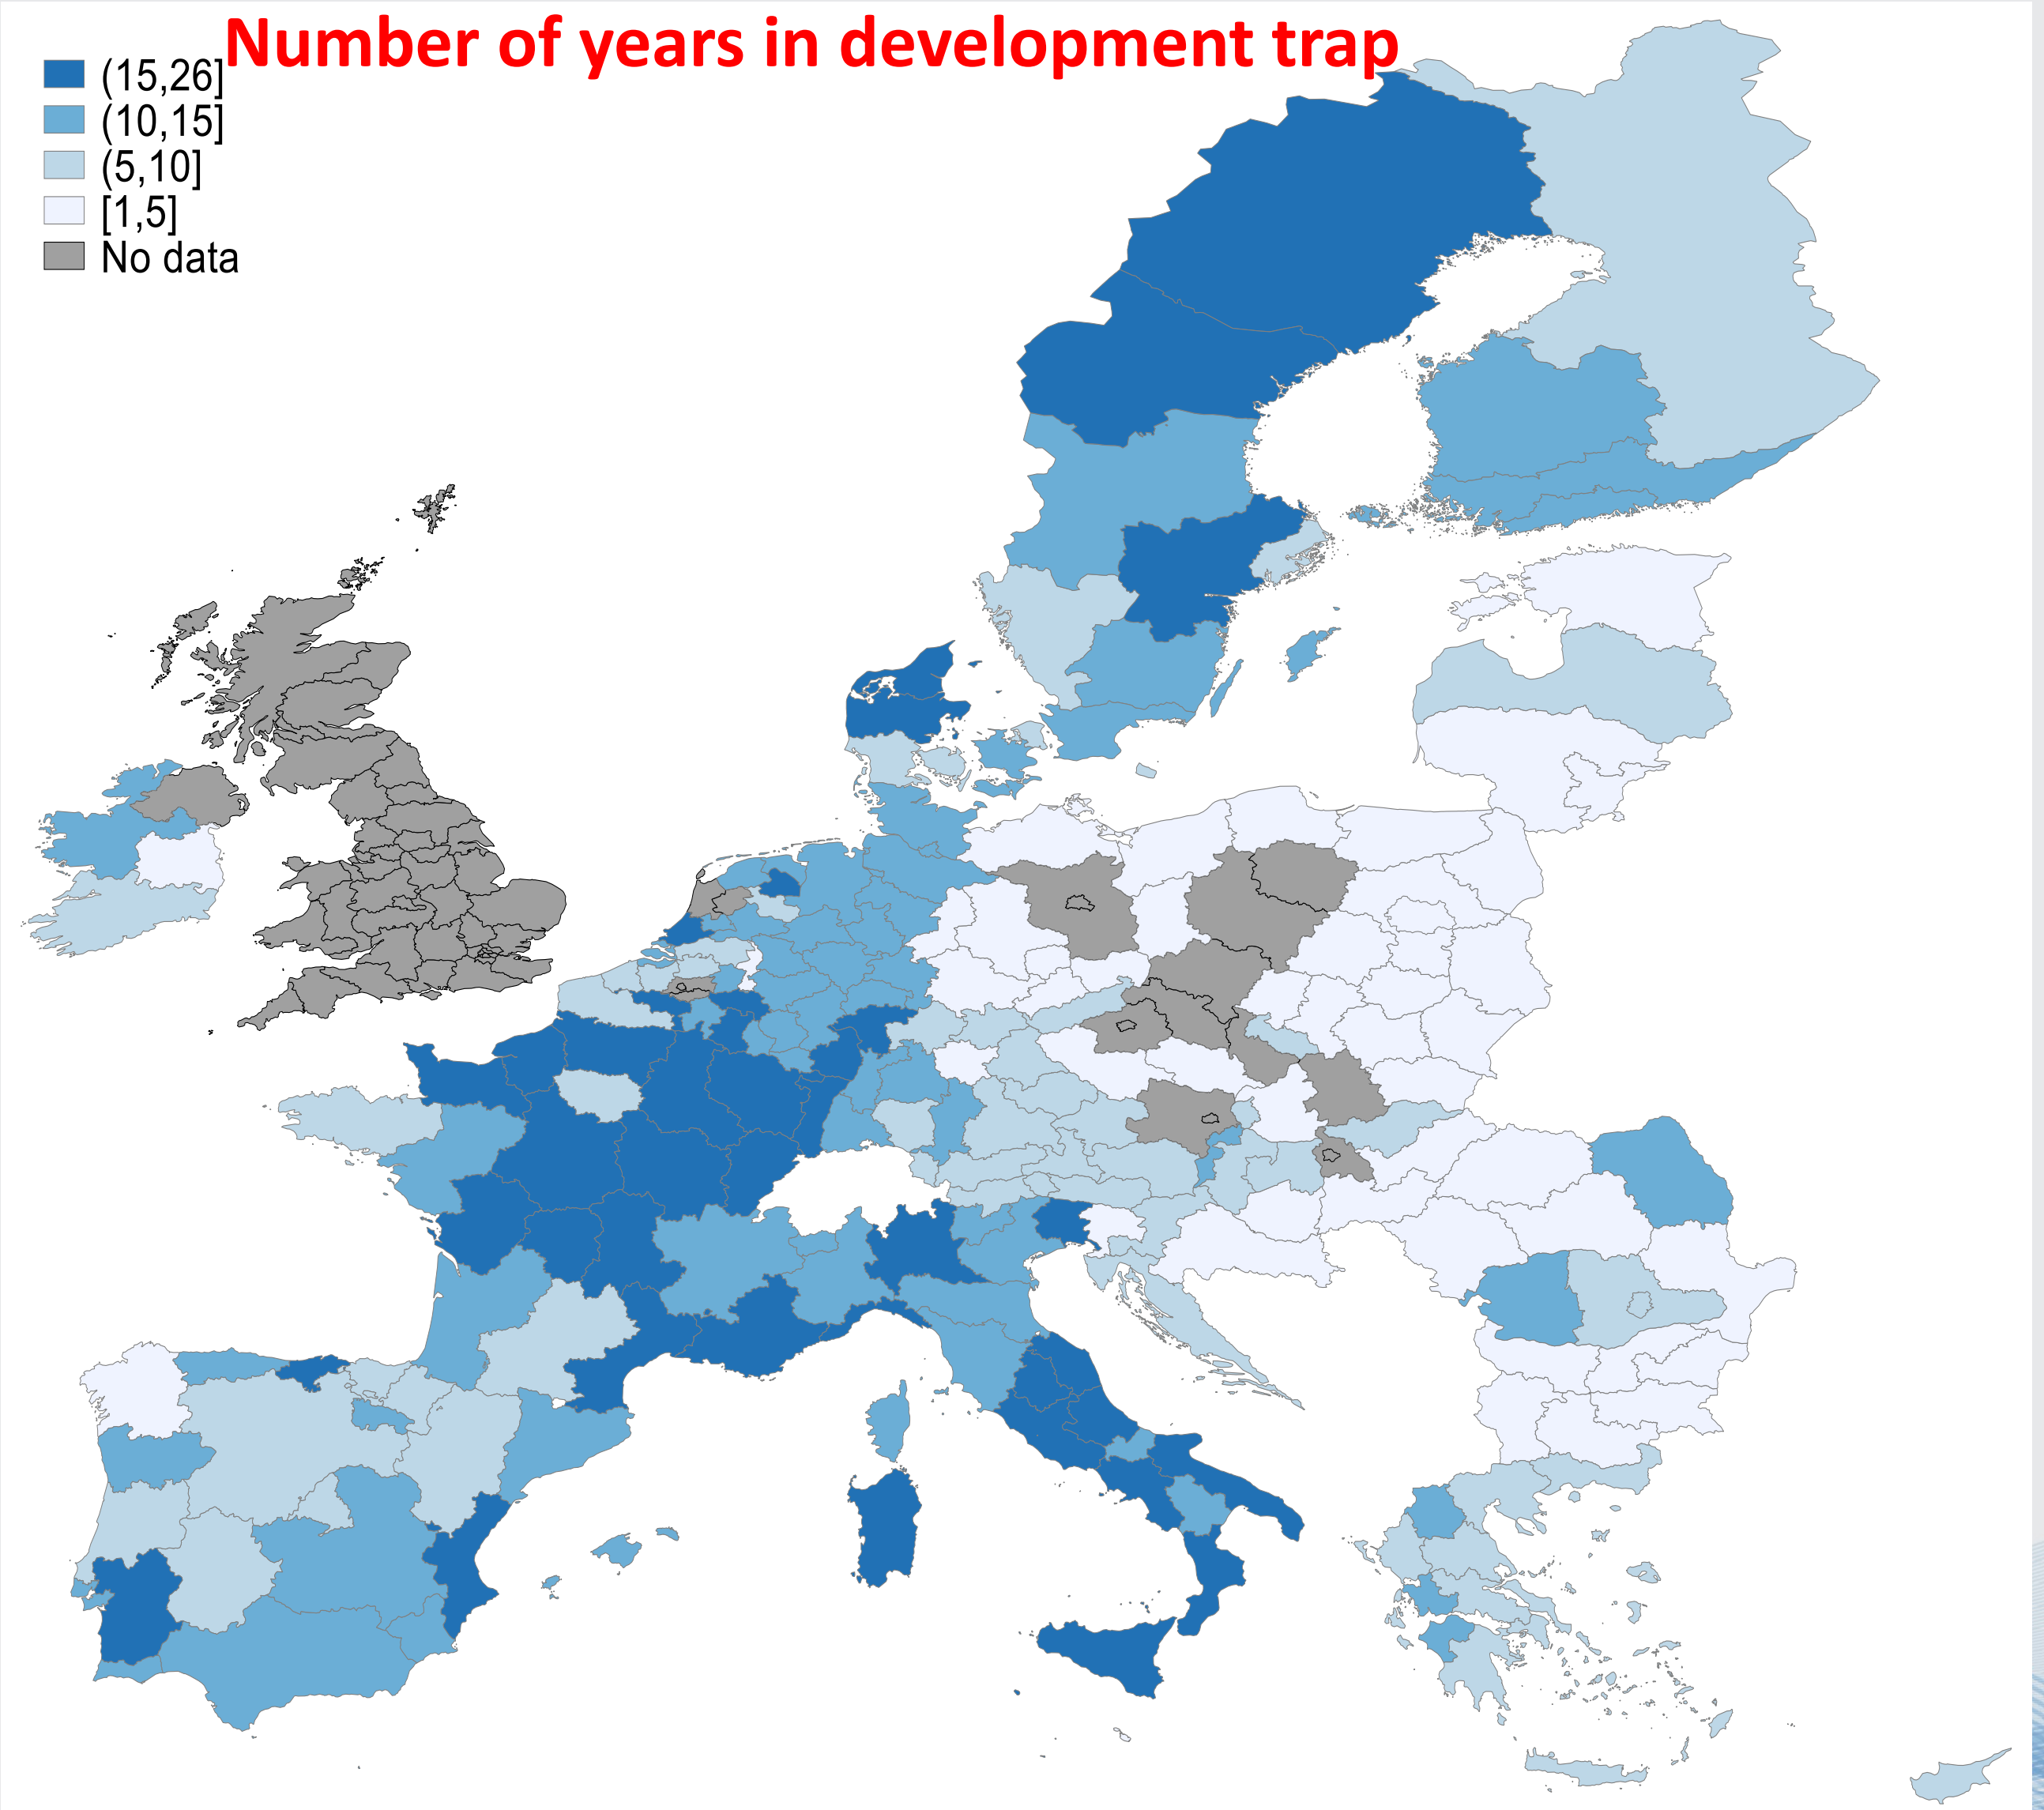 Number of years in development trap
(15,26]
(10,15]
(5,10]
[1,5]
No data